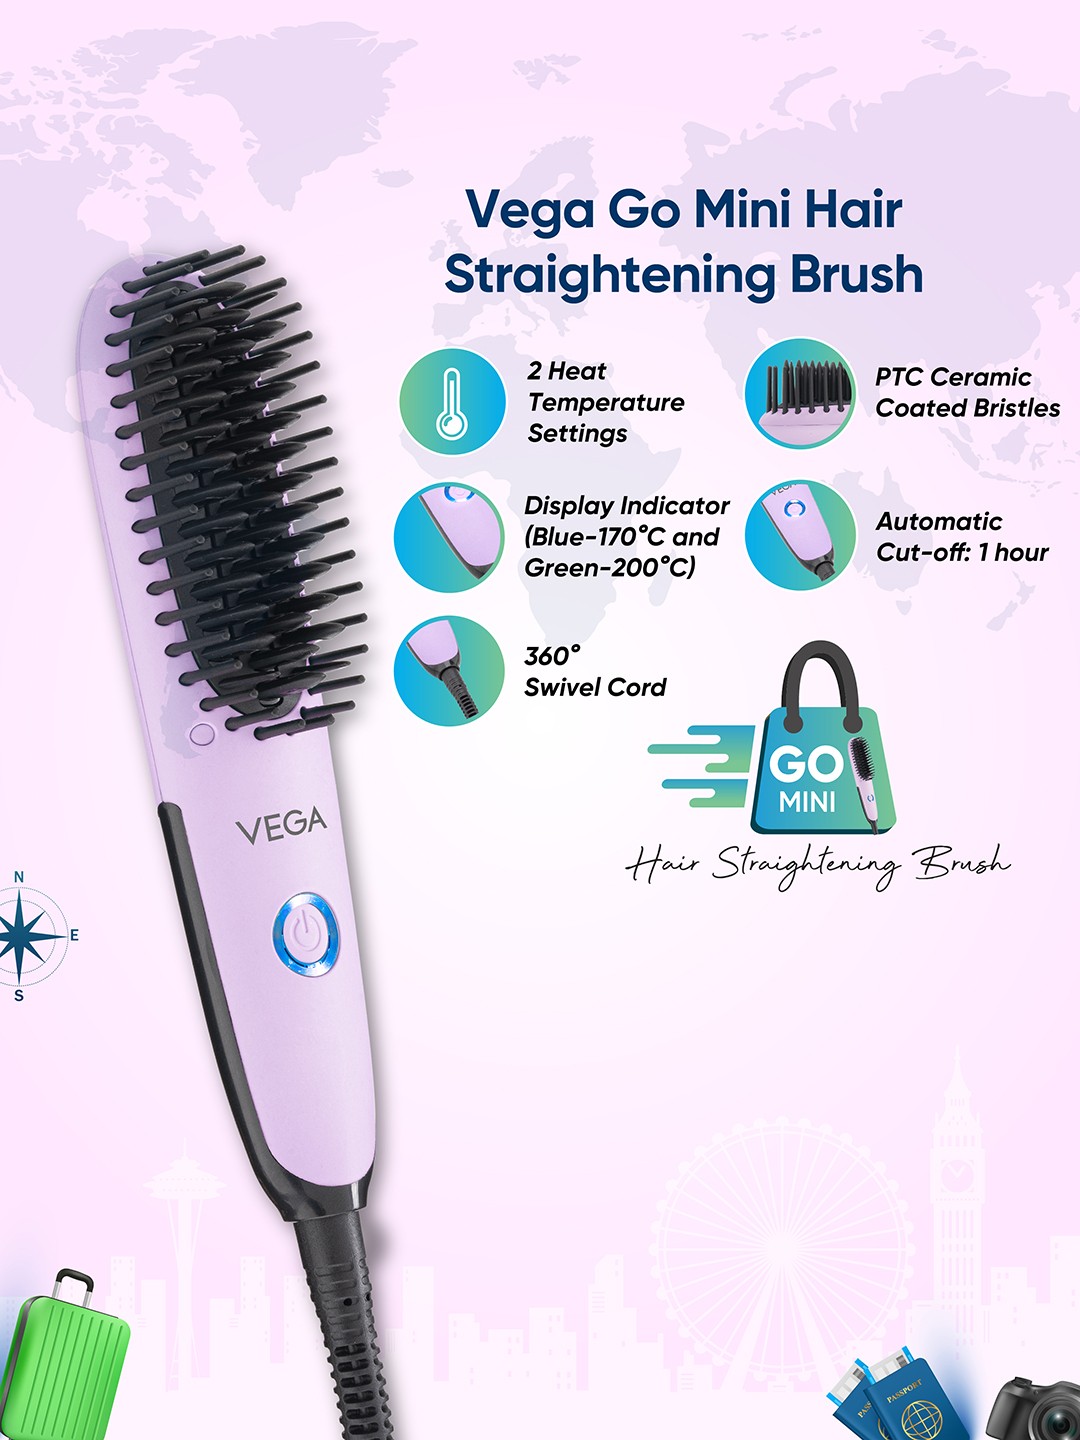 Vega Go Mini Hair
Straightening Brush
2 Heat
Temperature
Settings
PTC Ceramic
Coated Bristles
Display Indicator
(Blue-170°C and
Green-200°C)
Automatic
Cut-off: 1 hour
360°
Swivel Cord
GO
MINI
Hair Straightening Brush
VEGA
N
E
S
PASSPORT